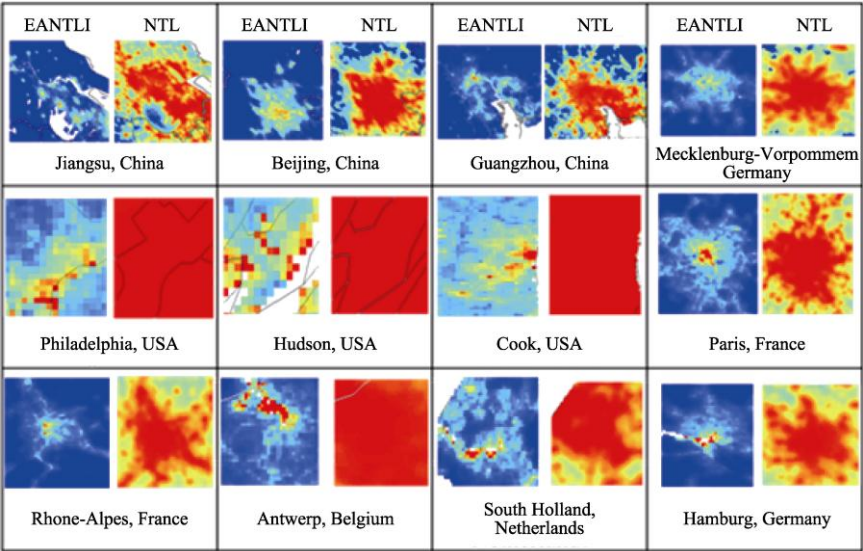 EANTLI NTL EANTLI NTL EANTLI NTL EANTLI NTL
Jiangsu, China
Beijing, China
Guangzhou, China
Mecklenburg-Vorpommem
Germany
Philadelphia, USA
Hudson, USA
Cook, USA
Paris, France
Rhone-Alpes, France
Antwerp, Belgium
South Holland,
Netherlands
Hamburg, Germany